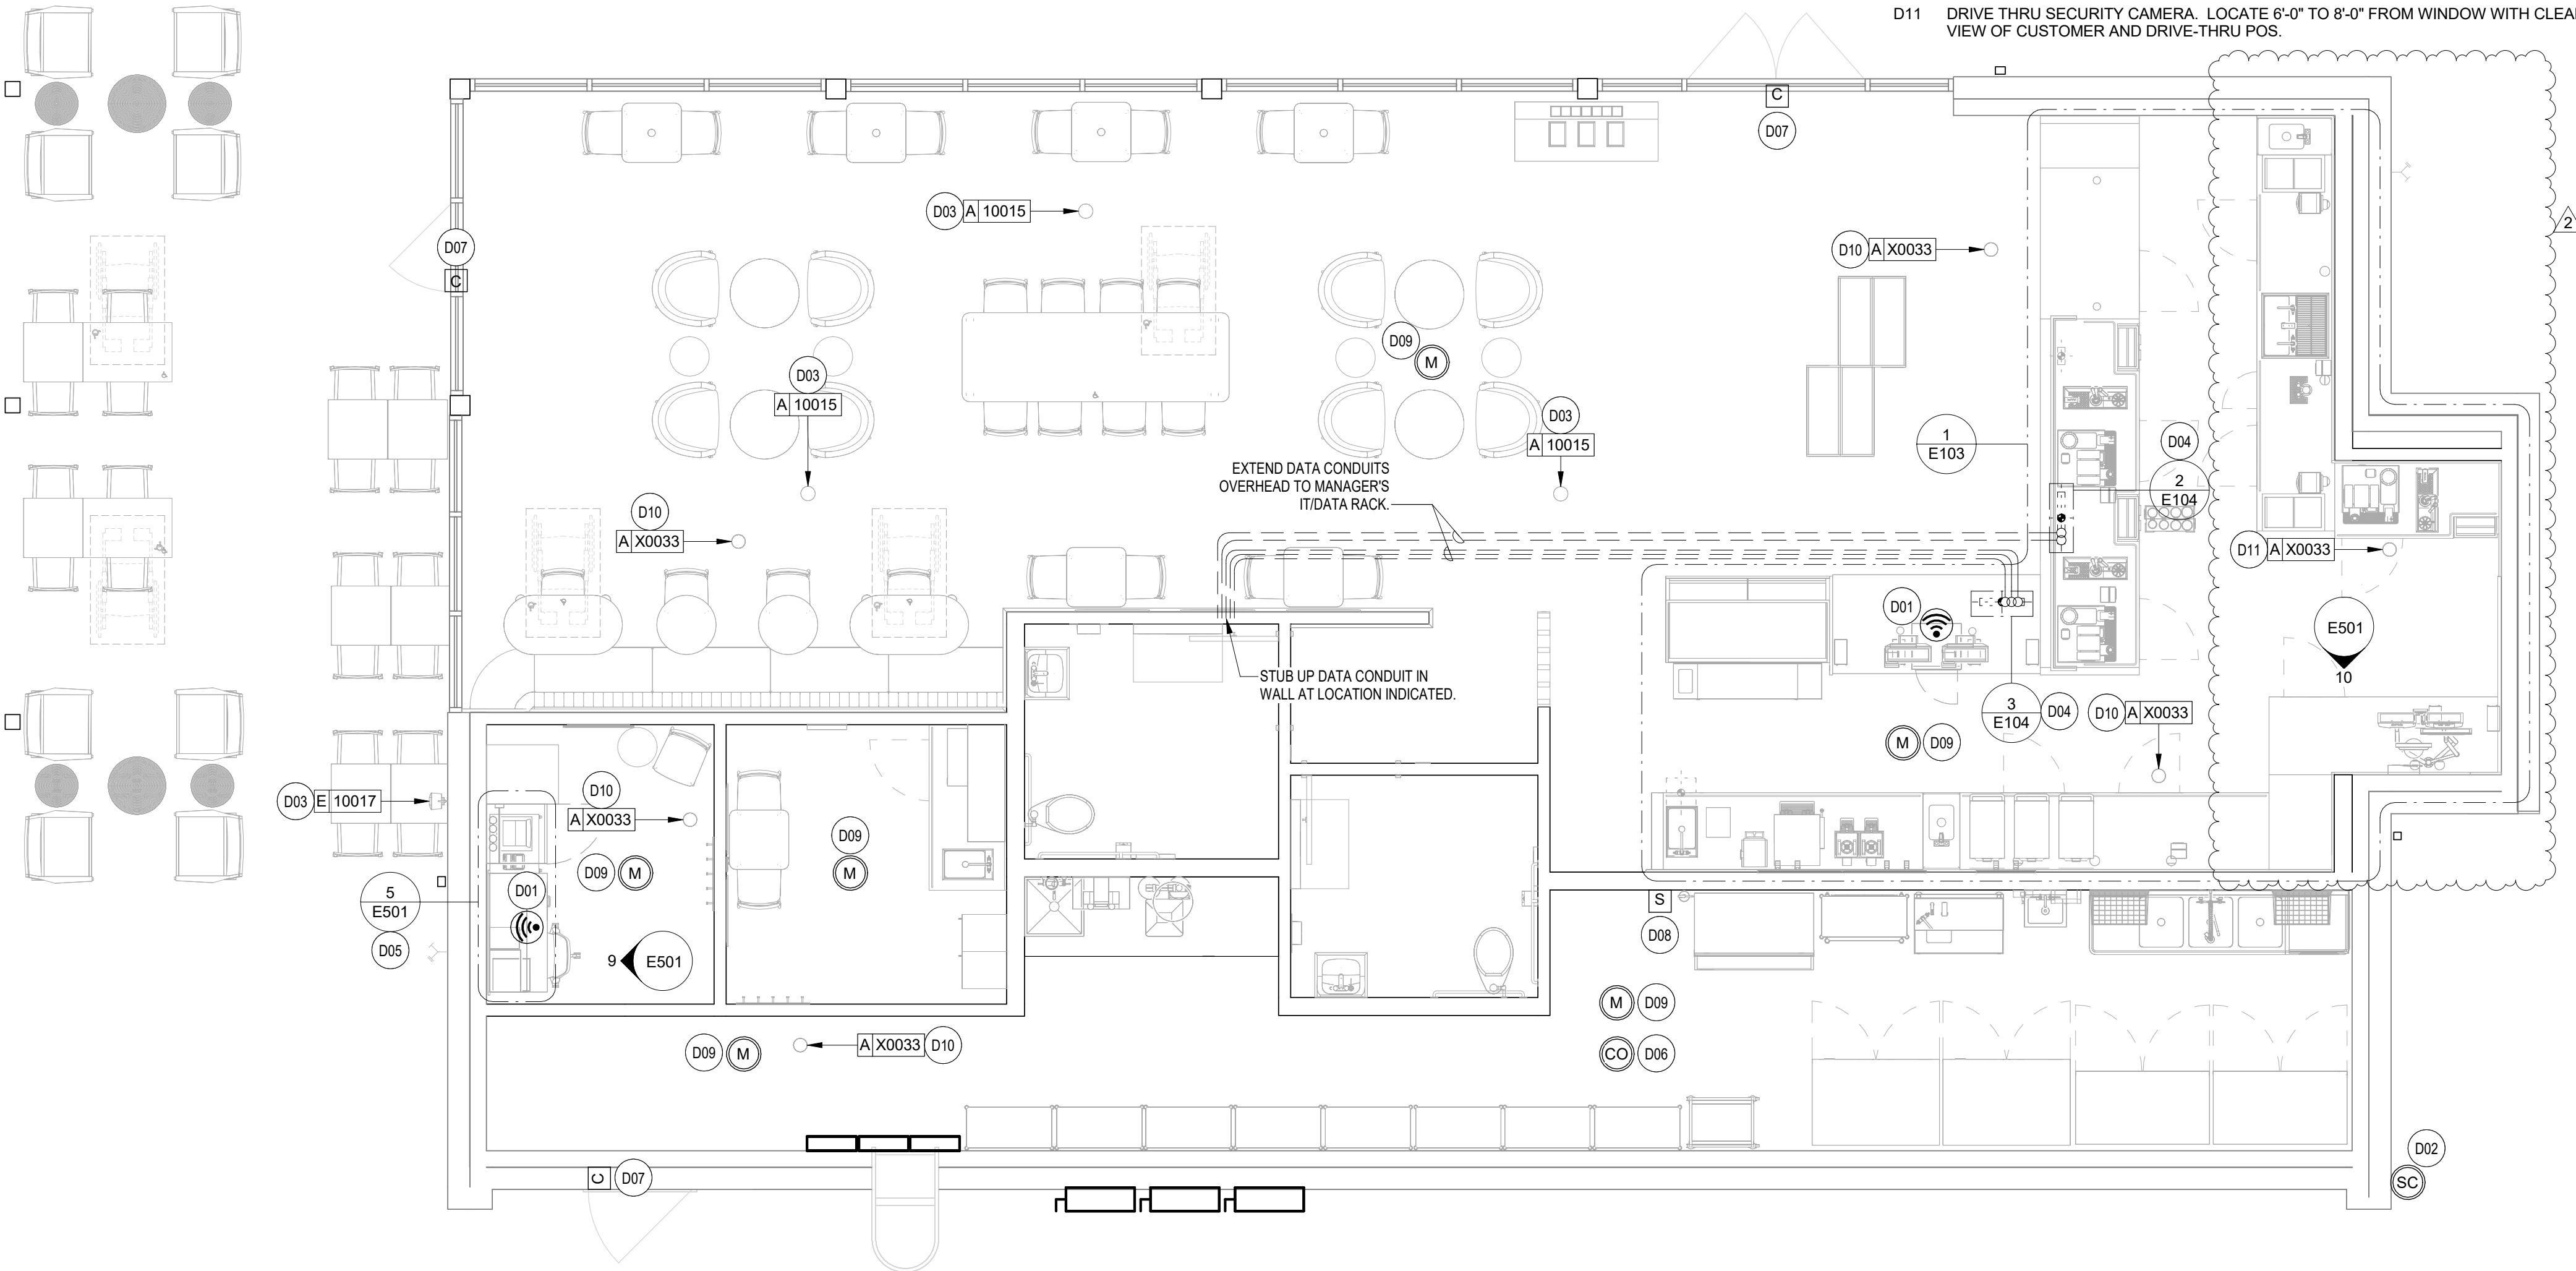 D11 DRIVE THRU SECURITY CAMERA. LOCATE 6'-0" TO 8'-0" FROM WINDOW WITH CLEAR
VIEW OF CUSTOMER AND DRIVE-THRU POS.
C
D07
D03 A 10015
2
D07
C
D10 A X0033
D09
M
D03
A 10015
D03
A 10015
1
E103
D04
2
E104
EXTEND DATA CONDUITS
OVERHEAD TO MANAGER'S
IT/DATA RACK.
D10
A X0033
D11 A X0033
D01
E501
10
STUB UP DATA CONDUIT IN
WALL AT LOCATION INDICATED.
3
E104
D04
D10 A X0033
M D09
D03 E 10017
D10
A X0033
D09
M
D09 M
5
E501
D01
D05
S
D08
9 E501
M D09
D09 M
A X0033 D10
CO D06
D02
SC
C D07